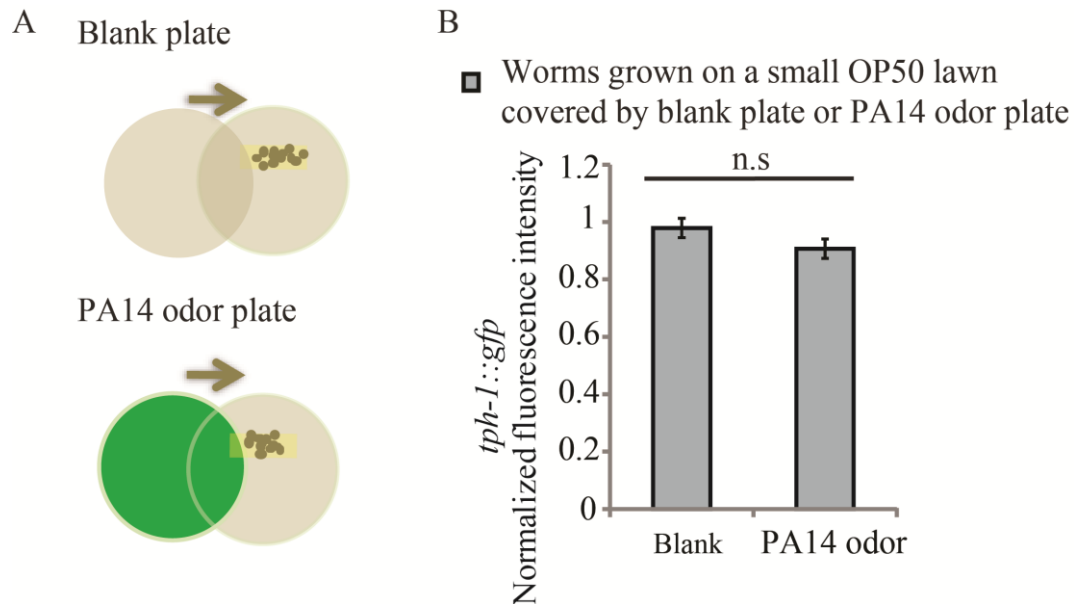 A
Blank plate
PA14 odor plate
B
Worms grown on a small OP50 lawn
covered by blank plate or PA14 odor plate
n.s
tph-1::gfp
Normalized fluorescence intensity
1.2
1
0.8
0.6
0.4
0.2
0
Blank
PA14 odor